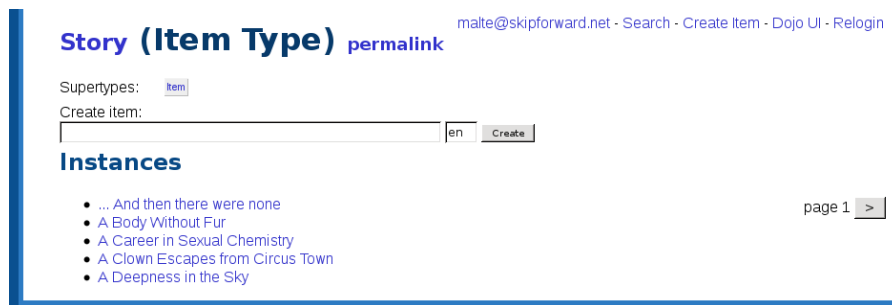 malte@skipforward.net - Search - Create Item - Dojo UI - Relogin
Story (Item Type) permalink
Supertypes: Item
Create item:
en Create
Instances
... And then there were none
page 1 >
A Body Without Fur
A Career in Sexual Chemistry
A Clown Escapes from Circus Town
A Deepness in the Sky